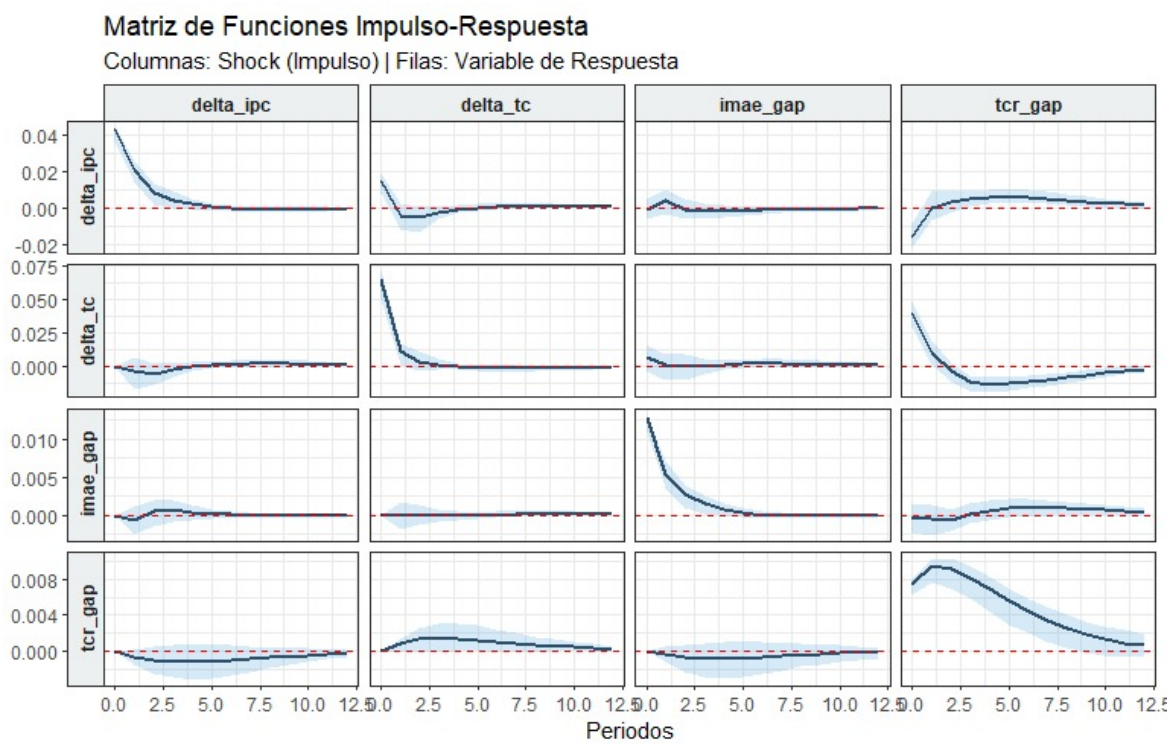 Matriz de Funciones Impulso-Respuesta
Columnas: Shock (Impulso) | Filas: Variable de Respuesta
delta_ipc delta_tc imae_gap tcr_gap
0.04
0.02
0.00
-0.02
delta_ipc
0.075
0.050
0.025
0.000
delta_tc
0.010
0.005
0.000
imae_gap
0.008
0.004
0.000
tcr_gap
0.0 2.5 5.0 7.5 10.0 12.5 0.0 2.5 5.0 7.5 10.0 12.5 0.0 2.5 5.0 7.5 10.0 12.5 0.0 2.5 5.0 7.5 10.0 12.5
Periodos